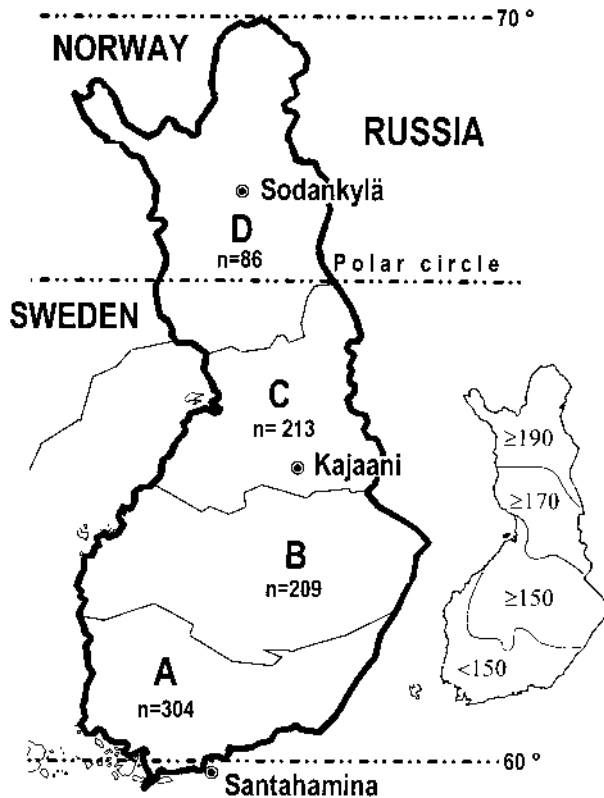 70 °
NORWAY
RUSSIA
Sodankylä
D
n=86
Polar circle
SWEDEN
C
n= 213
Kajaani
B
n=209
A
n=304
60 °
Santahamina
≥190
≥170
≥150
<150